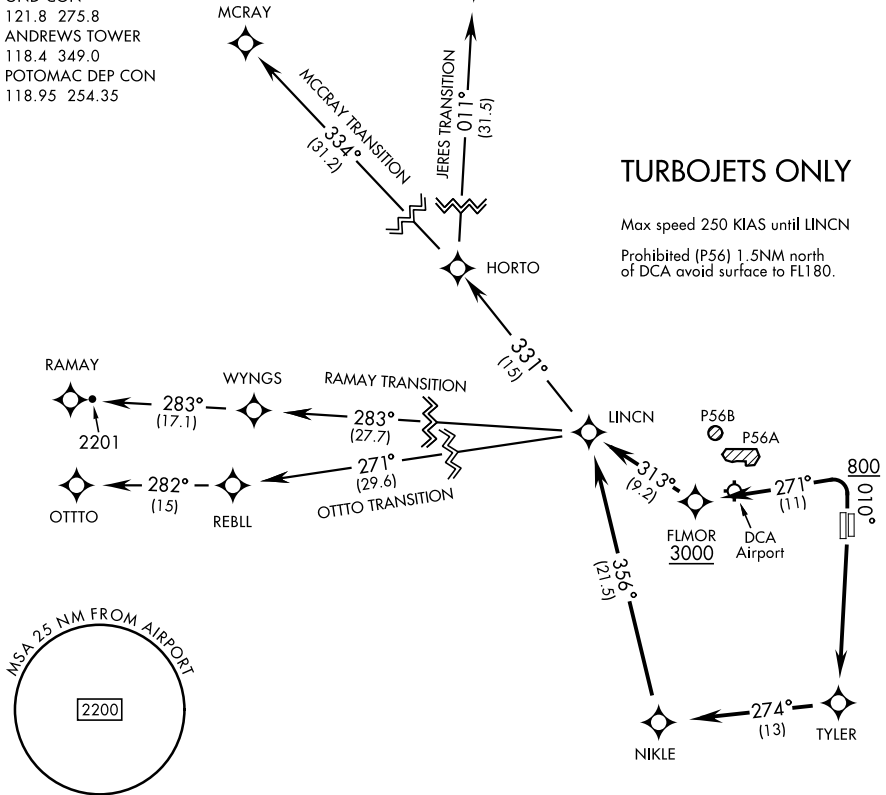 121.8 275.8
ANDREWS TOWER
118.4 349.0
POTOMAC DEP CON
118.95 254.35
MCRAY
MCCRAY TRANSITION
334°
(31.2)
JERES TRANSITION
011°
(31.5)
TURBOJETS ONLY
Max speed 250 KIAS until LINCN
Prohibited (P56) 1.5NM north
of DCA avoid surface to FL180.
HORTO
331°
(15)
RAMAY
2201
283°
(17.1)
WYNGS
RAMAY TRANSITION
283°
(27.7)
LINCN
P56B
P56A
OTTTO
282°
(15)
REBLL
271°
(29.6)
OTTTO TRANSITION
313°
(9.2)
FLMOR
3000
DCA
Airport
271°
(11)
800
010°
356°
(21.5)
274°
(13)
TYLER
NIKLE
MSA 25 NM FROM AIRPORT
2200